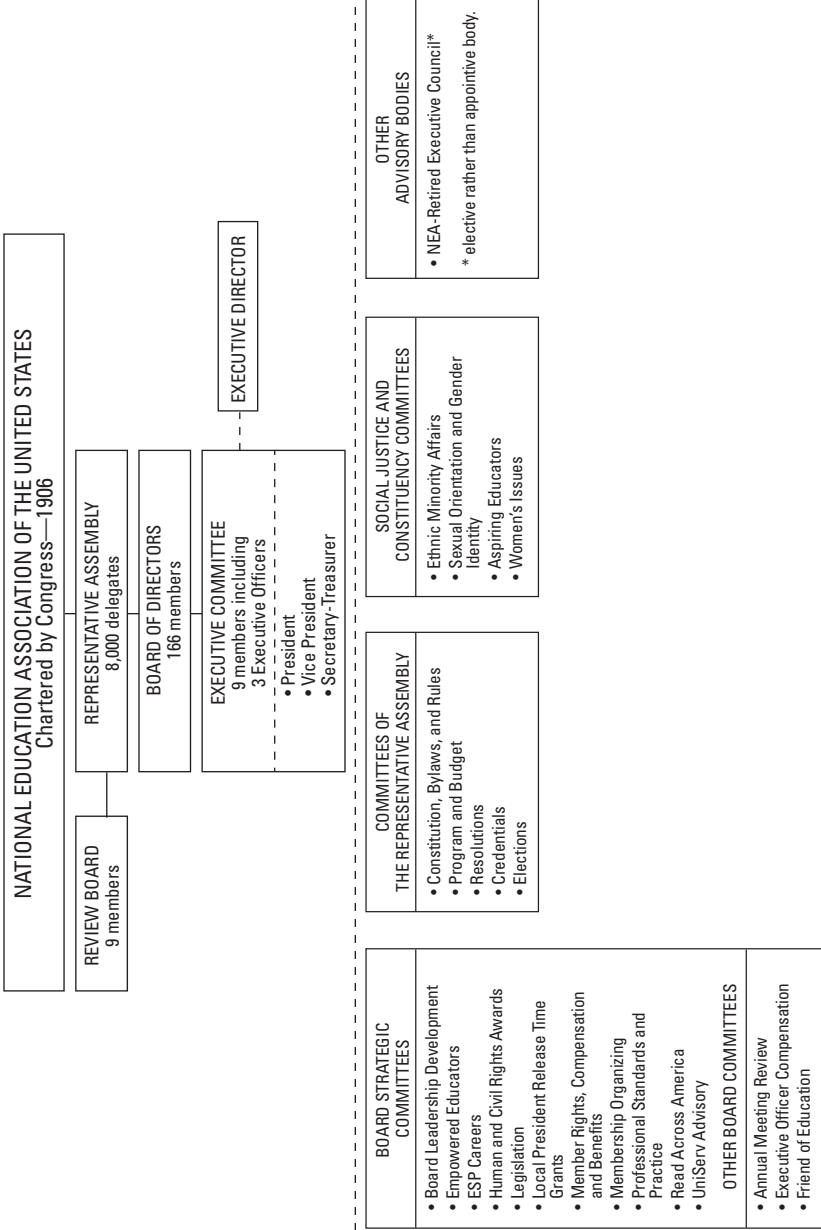 NATIONAL EDUCATION ASSOCIATION OF THE UNITED STATES
Chartered by Congress—1906
REVIEW BOARD
9 members
REPRESENTATIVE ASSEMBLY
8,000 delegates
BOARD OF DIRECTORS
166 members
EXECUTIVE COMMITTEE
9 members including
3 Executive Officers
• President
• Vice President
• Secretary-Treasurer
EXECUTIVE DIRECTOR
BOARD STRATEGIC
COMMITTEES
• Board Leadership Development
• Empowered Educators
• ESP Careers
• Human and Civil Rights Awards
• Legislation
• Local President Release Time
Grants
• Member Rights, Compensation
and Benefits
• Membership Organizing
• Professional Standards and
Practice
• Read Across America
• UniServ Advisory
OTHER BOARD COMMITTEES
• Annual Meeting Review
• Executive Officer Compensation
• Friend of Education
COMMITTEES OF
THE REPRESENTATIVE ASSEMBLY
• Constitution, Bylaws, and Rules
• Program and Budget
• Resolutions
• Credentials
• Elections
SOCIAL JUSTICE AND
CONSTITUENCY COMMITTEES
• Ethnic Minority Affairs
• Sexual Orientation and Gender
Identity
• Aspiring Educators
• Women's Issues
OTHER
ADVISORY BODIES
• NEA-Retired Executive Council*
* elective rather than appointive body.